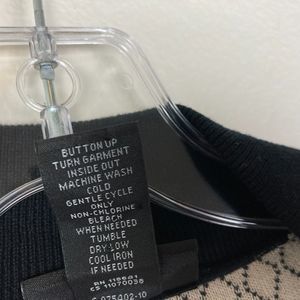 BUTTON UP
TURN GARMENT
INSIDE OUT
MACHINE WASH
COLD
GENTLE CYCLE
ONLY
NON-CHLORINE
BLEACH
WHEN NEEDED
TUMBLE
DRY LOW
COOL IRON
IF NEEDED